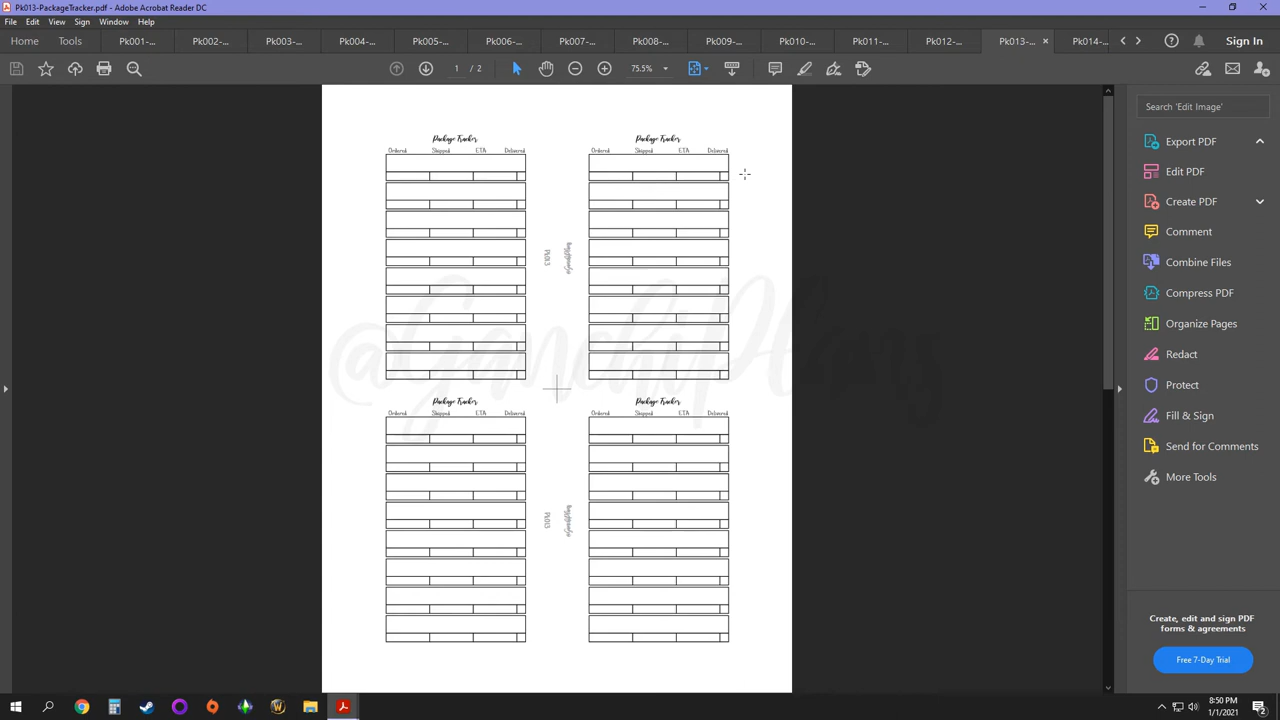 Pk013-PackageTracker.pdf - Adobe Acrobat Reader DC
File Edit View Sign Window Help
Home Tools Pk001-... Pk002-... Pk003-... Pk004-... Pk005-... Pk006-... Pk007-... Pk008-... Pk009-... Pk010-... Pk011-... Pk012-... Pk013-... Pk014-... Sign In
1 / 2 75.5%
Search 'Edit Image'
Export PDF
Edit PDF
Create PDF
Comment
Combine Files
Compress PDF
Organize Pages
Redact
Protect
Fill & Sign
Send for Comments
More Tools
Create, edit and sign PDF
forms & agreements
Free 7-Day Trial
Package Tracker
Ordered Shipped ETA Delivered
Package Tracker
Ordered Shipped ETA Delivered
Pk013
@GanchiPlans
Package Tracker
Ordered Shipped ETA Delivered
Package Tracker
Ordered Shipped ETA Delivered
Pk013
8:50 PM
1/1/2021
2